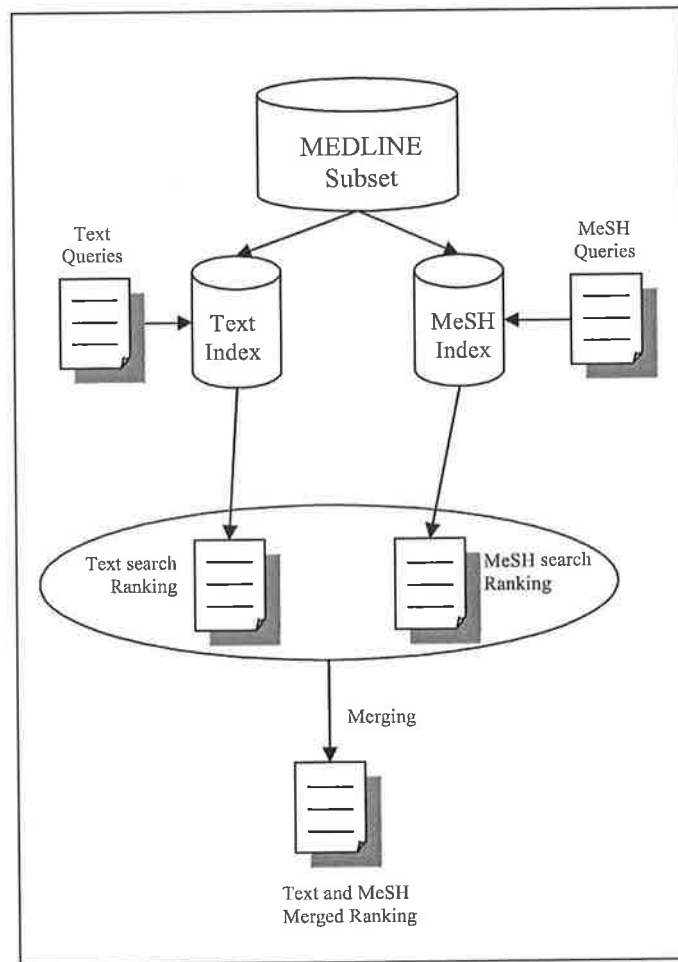 MEDLINE
Subset
Text
Queries
MeSH
Queries
Text
Index
MeSH
Index
Text search
Ranking
MeSH search
Ranking
Merging
Text and MeSH
Merged Ranking